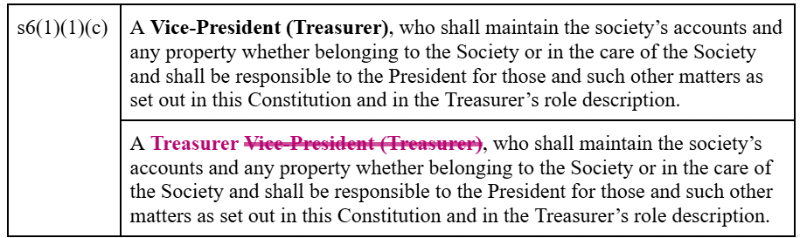 s6(1)(1)(c)
A Vice-President (Treasurer), who shall maintain the society’s accounts and
any property whether belonging to the Society or in the care of the Society
and shall be responsible to the President for those and such other matters as
set out in this Constitution and in the Treasurer’s role description.
A Treasurer Vice-President (Treasurer), who shall maintain the society’s
accounts and any property whether belonging to the Society or in the care of
the Society and shall be responsible to the President for those and such other
matters as set out in this Constitution and in the Treasurer’s role description.